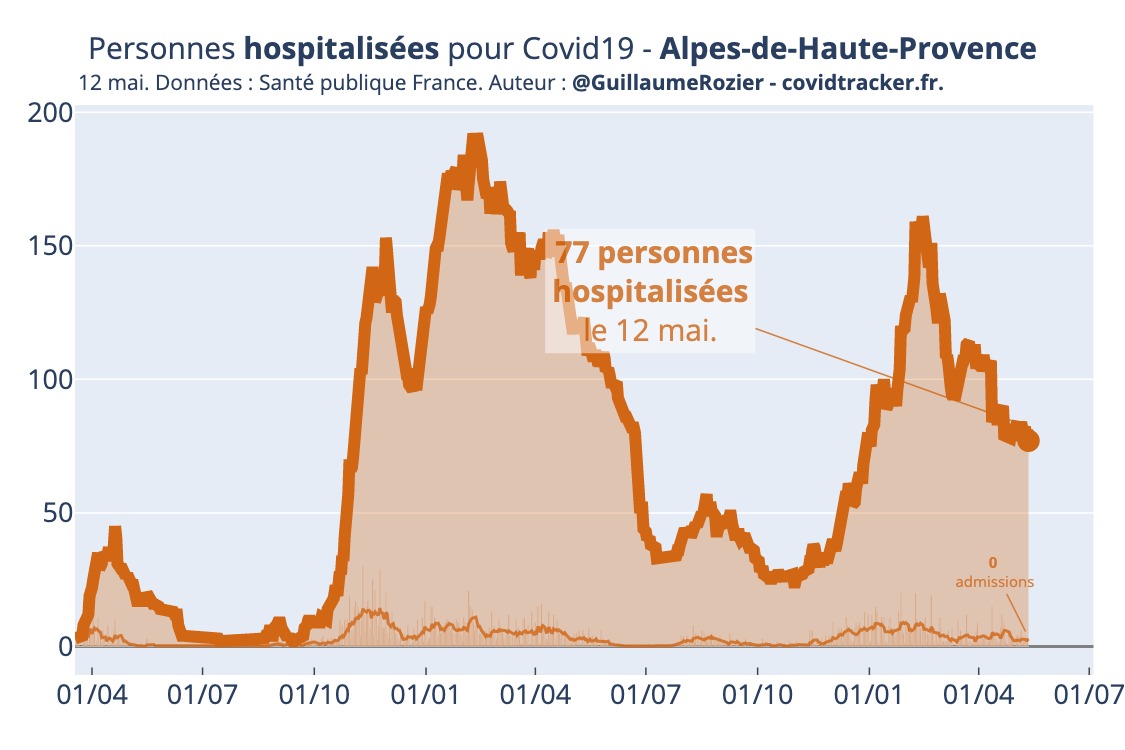 Personnes hospitalisées pour Covid19 - Alpes-de-Haute-Provence
12 mai. Données : Santé publique France. Auteur : @GuillaumeRozier - covidtracker.fr.
200
150
100
50
0
77 personnes
hospitalisées
le 12 mai.
0
admissions
01/04 01/07 01/10 01/01 01/04 01/07 01/10 01/01 01/04 01/07